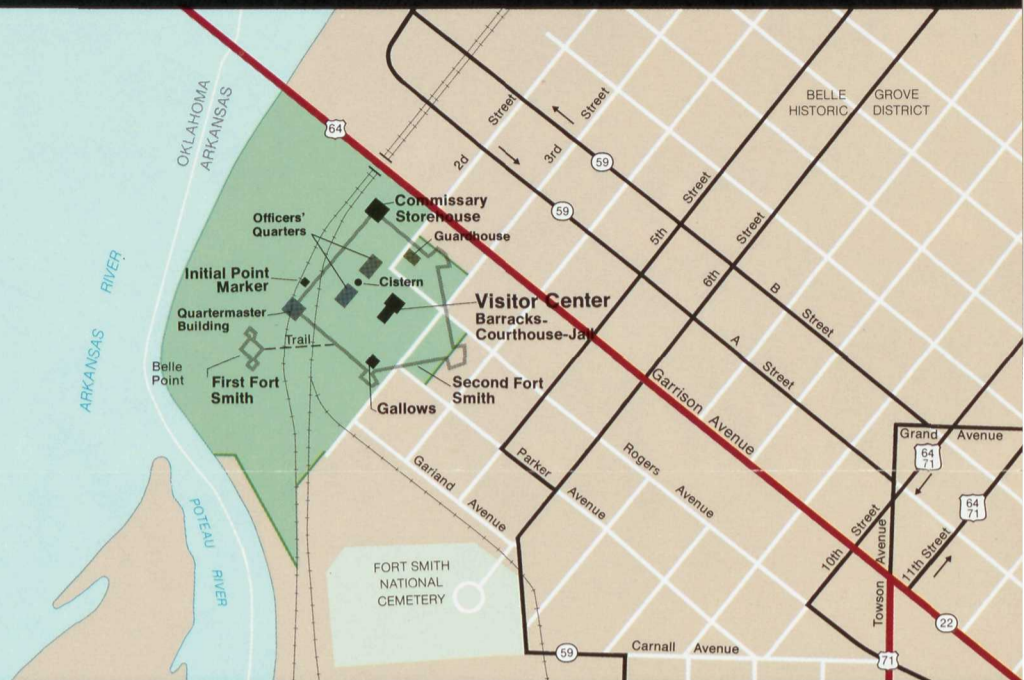 OKLAHOMA
ARKANSAS
64
2d
Street
3rd
Street
59
59
BELLE GROVE
HISTORIC DISTRICT
5th
Street
6th
Street
B
Street
A
Street
Commissary
Storehouse
Officers'
Quarters
Guardhouse
Initial Point
Marker
Cistern
Quartermaster
Building
Visitor Center
Barracks-
Courthouse-Jail
Trail
Belle
Point
First Fort
Smith
Second Fort
Smith
Gallows
ARKANSAS RIVER
POTEAU RIVER
Garrison Avenue
Garland Avenue
Parker Avenue
Rogers Avenue
Grand Avenue
64
71
64
71
10th Street
Towson Avenue
11th Street
22
71
FORT SMITH
NATIONAL
CEMETERY
59
Carnall Avenue